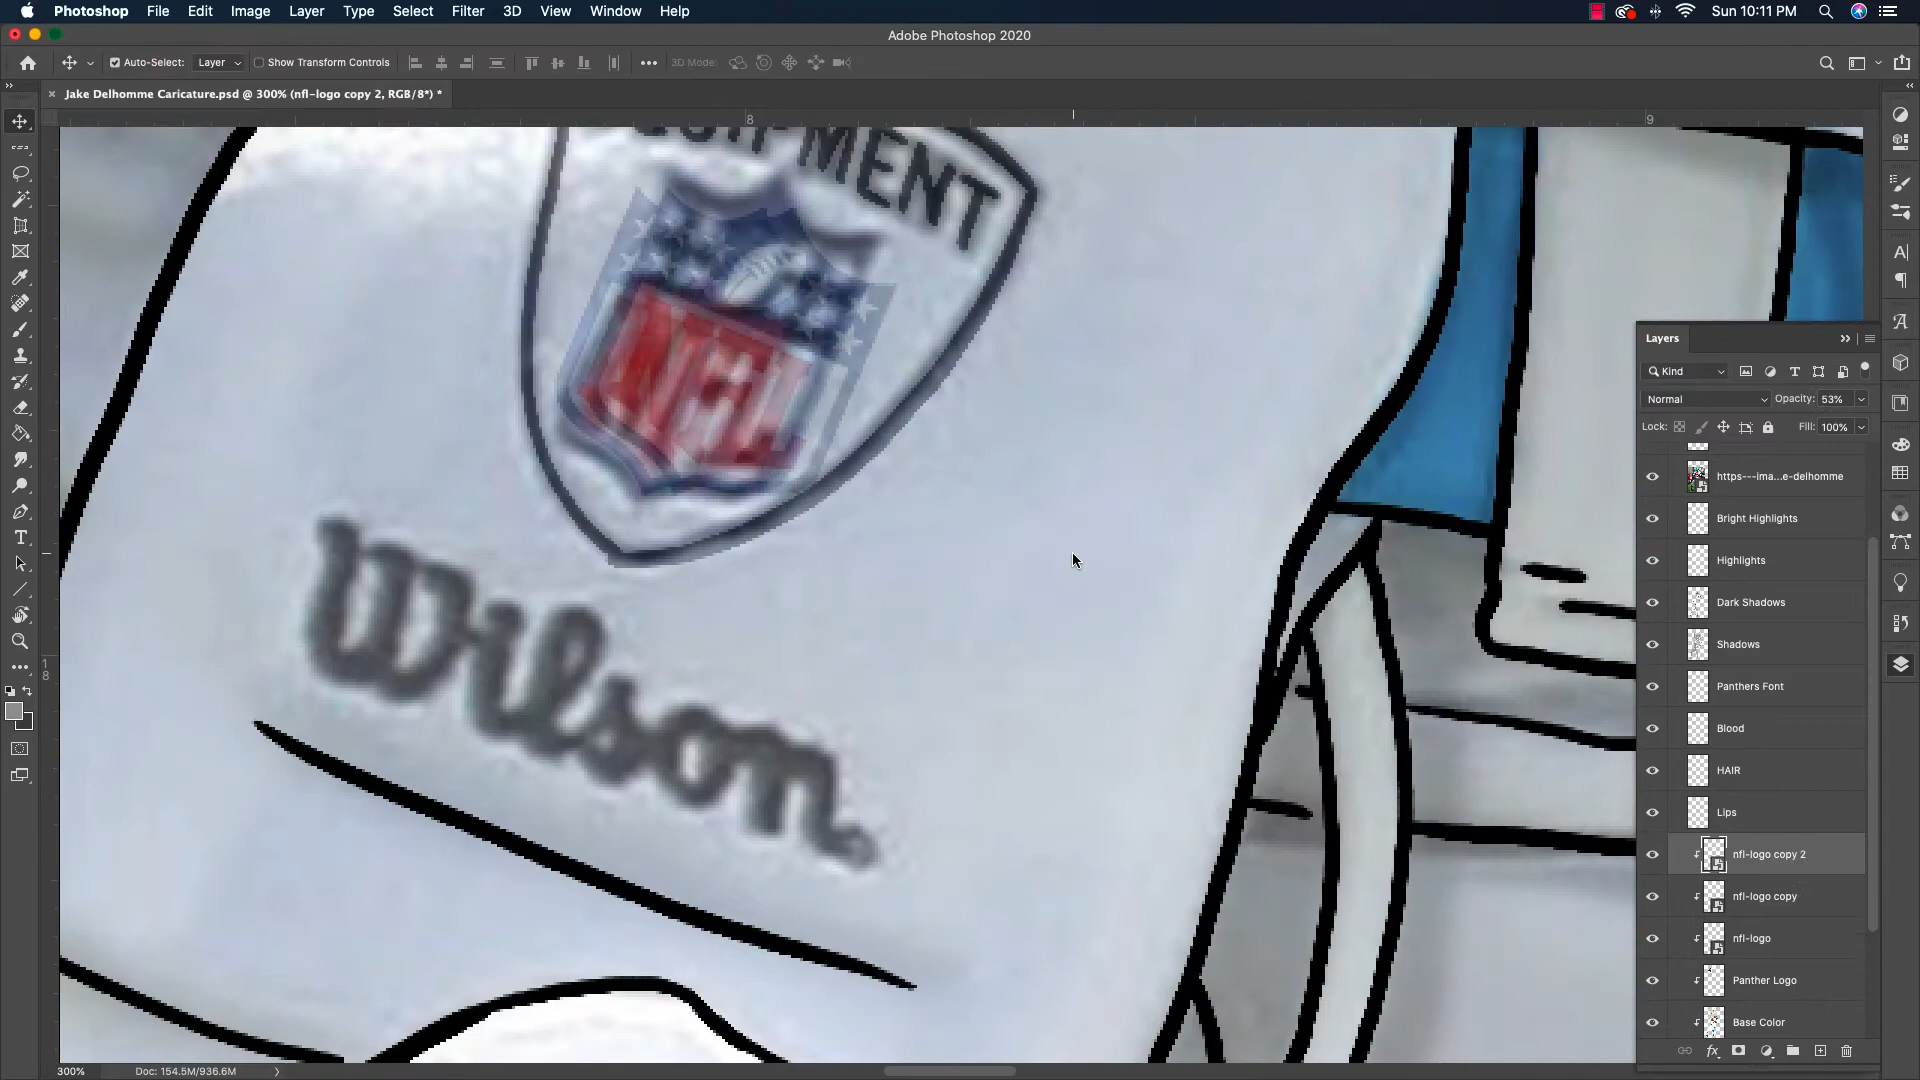 Photoshop File Edit Image Layer Type Select Filter 3D View Window Help Sun 10:11 PM
Adobe Photoshop 2020
Auto-Select: Layer Show Transform Controls 3D Mode:
Jake Delhomme Caricature.psd @ 300% (nfl-logo copy 2, RGB/8*) *
8 9
EQUIPMENT
NFL
Wilson
18
Layers
Kind
Normal Opacity: 53%
Lock: Fill: 100%
https---ima...e-delhomme
Bright Highlights
Highlights
Dark Shadows
Shadows
Panthers Font
Blood
HAIR
Lips
nfl-logo copy 2
nfl-logo copy
nfl-logo
Panther Logo
Base Color
300% Doc: 154.5M/936.6M